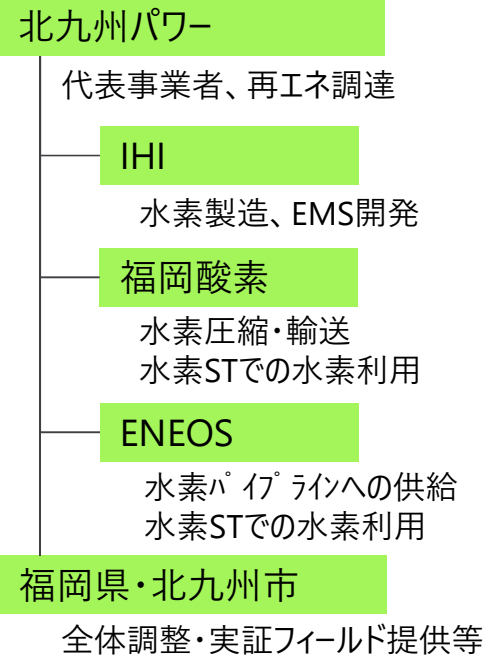 北九州パワー
代表事業者、再エネ調達
IHI
水素製造、EMS開発
福岡酸素
水素圧縮・輸送
水素STでの水素利用
ENEOS
水素ﾊﾟｲﾌﾟﾗｲﾝへの供給
水素STでの水素利用
福岡県・北九州市
全体調整・実証フィールド提供等